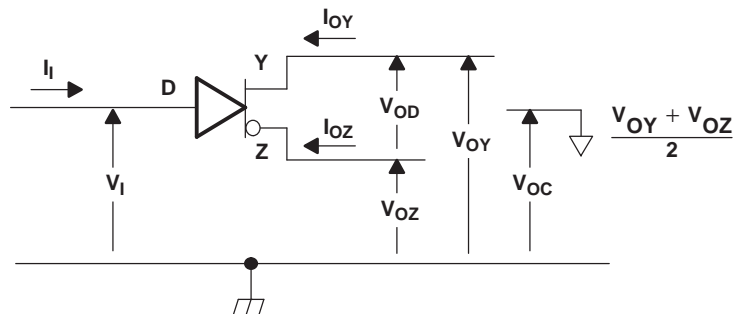 I_OY
I_I
D
Y
V_OD
I_OZ
Z
V_OY
V_OY + V_OZ
2
V_I
V_OZ
V_OC